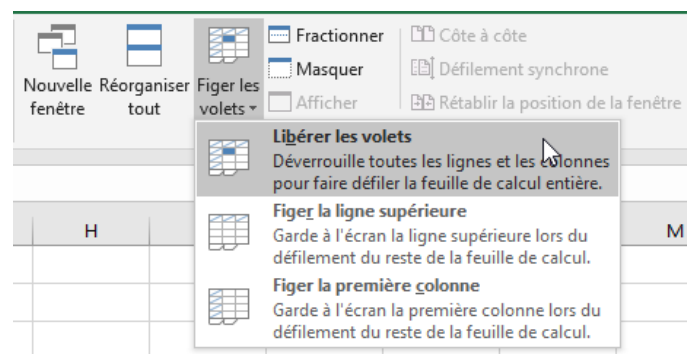 Nouvelle fenêtre
Réorganiser tout
Figer les volets
Fractionner
Masquer
Afficher
Côte à côte
Défilement synchrone
Rétablir la position de la fenêtre
Libérer les volets
Déverrouille toutes les lignes et les colonnes
pour faire défiler la feuille de calcul entière.
Figer la ligne supérieure
Garde à l'écran la ligne supérieure lors du
défilement du reste de la feuille de calcul.
Figer la première colonne
Garde à l'écran la première colonne lors du
défilement du reste de la feuille de calcul.
H
M